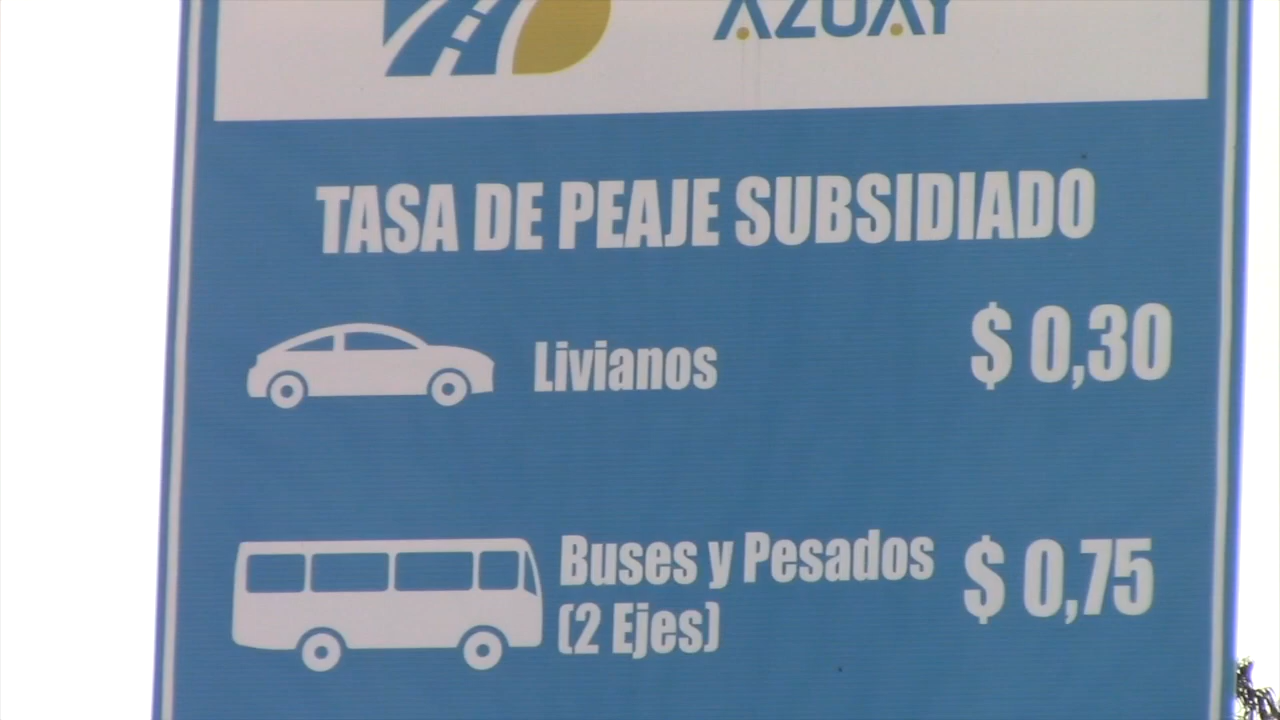 AZUAY
TASA DE PEAJE SUBSIDIADO
Livianos
$ 0,30
Buses y Pesados
(2 Ejes)
$ 0,75